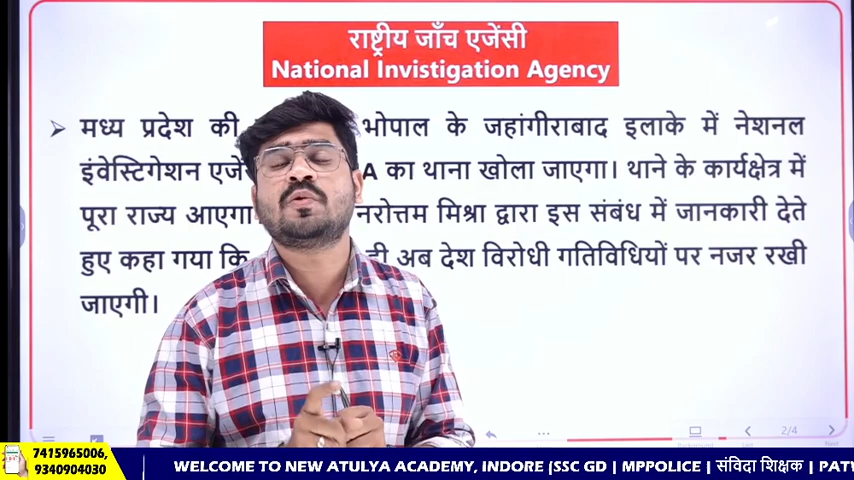 राष्ट्रीय जाँच एजेंसी
National Invistigation Agency
➢ मध्य प्रदेश की भोपाल के जहांगीराबाद इलाके में नेशनल
इंवेस्टिगेशन एजें A का थाना खोला जाएगा। थाने के कार्यक्षेत्र में
पूरा राज्य आएगा नरोत्तम मिश्रा द्वारा इस संबंध में जानकारी देते
हुए कहा गया कि ही अब देश विरोधी गतिविधियों पर नजर रखी
जाएगी।
2/4
7415965006,
9340904030
WELCOME TO NEW ATULYA ACADEMY, INDORE [SSC GD | MPPOLICE | संविदा शिक्षक | PATW